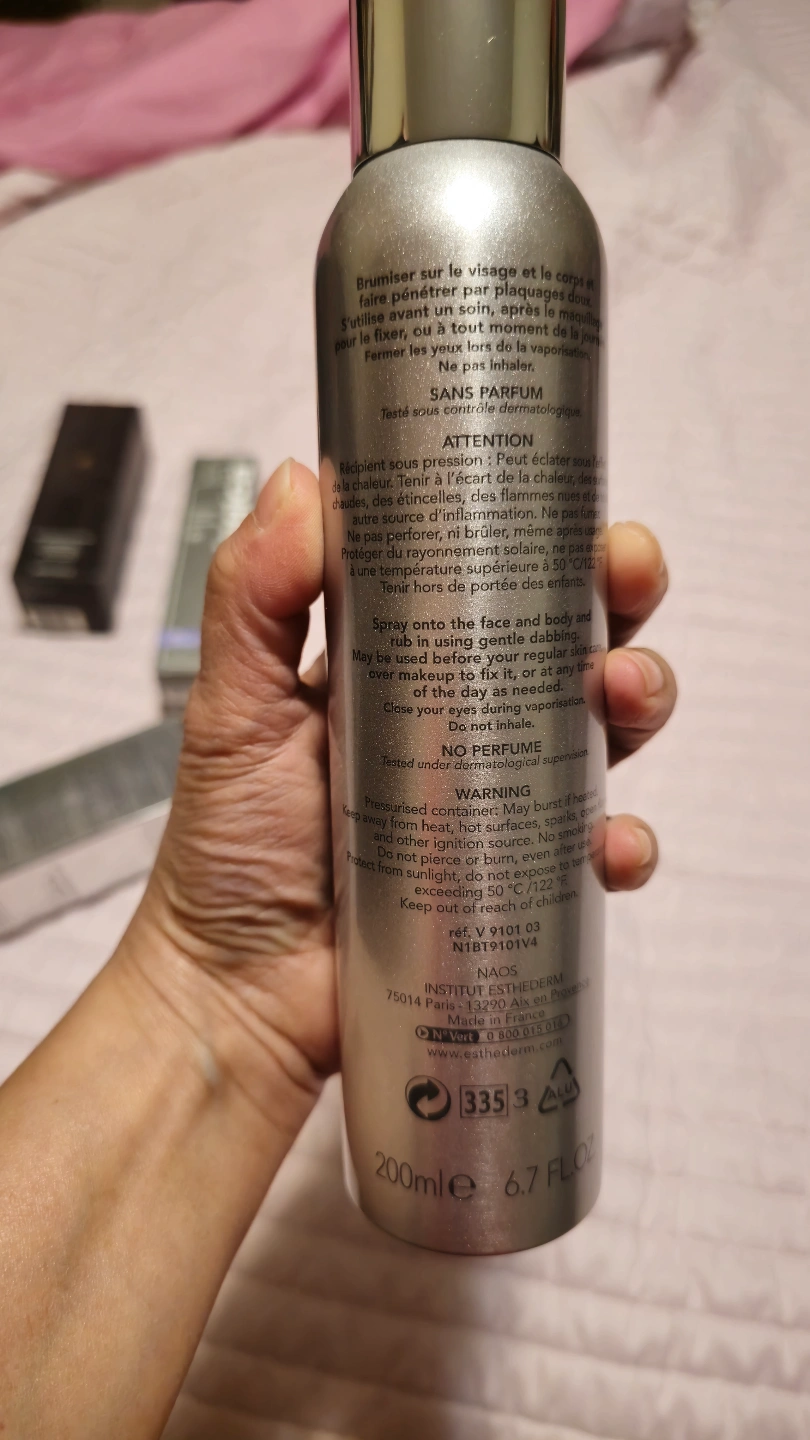 Brumiser sur le visage et le corps et
faire pénétrer par plaquages doux.
S'utilise avant un soin, après le maquillage
pour le fixer, ou à tout moment de la journée
Fermer les yeux lors de la vaporisation.
Ne pas inhaler.
SANS PARFUM
Testé sous contrôle dermatologique.
ATTENTION
Récipient sous pression : Peut éclater sous l'effet
de la chaleur. Tenir à l'écart de la chaleur, des
chaudes, des étincelles, des flammes nues et de
autre source d'inflammation. Ne pas fumer.
Ne pas perforer, ni brûler, même après usage.
Protéger du rayonnement solaire, ne pas exposer
à une température supérieure à 50 °C/122 °F.
Tenir hors de portée des enfants.
Spray onto the face and body and
rub in using gentle dabbing.
May be used before your regular skin care,
over makeup to fix it, or at any time
of the day as needed.
Close your eyes during vaporisation.
Do not inhale.
NO PERFUME
Tested under dermatological supervision.
WARNING
Pressurised container: May burst if heated.
Keep away from heat, hot surfaces, sparks, open
and other ignition source. No smoking.
Do not pierce or burn, even after use.
Protect from sunlight, do not expose to
exceeding 50 °C /122 °F.
Keep out of reach of children.
réf. V 9101 03
N1BT9101V4
NAOS
INSTITUT ESTHEDERM
75014 Paris - 13290 Aix en Provence
Made in France
N° Vert 0 800 015 016
www.esthederm.com
335 3 ALU
200ml e 6.7 FL.OZ